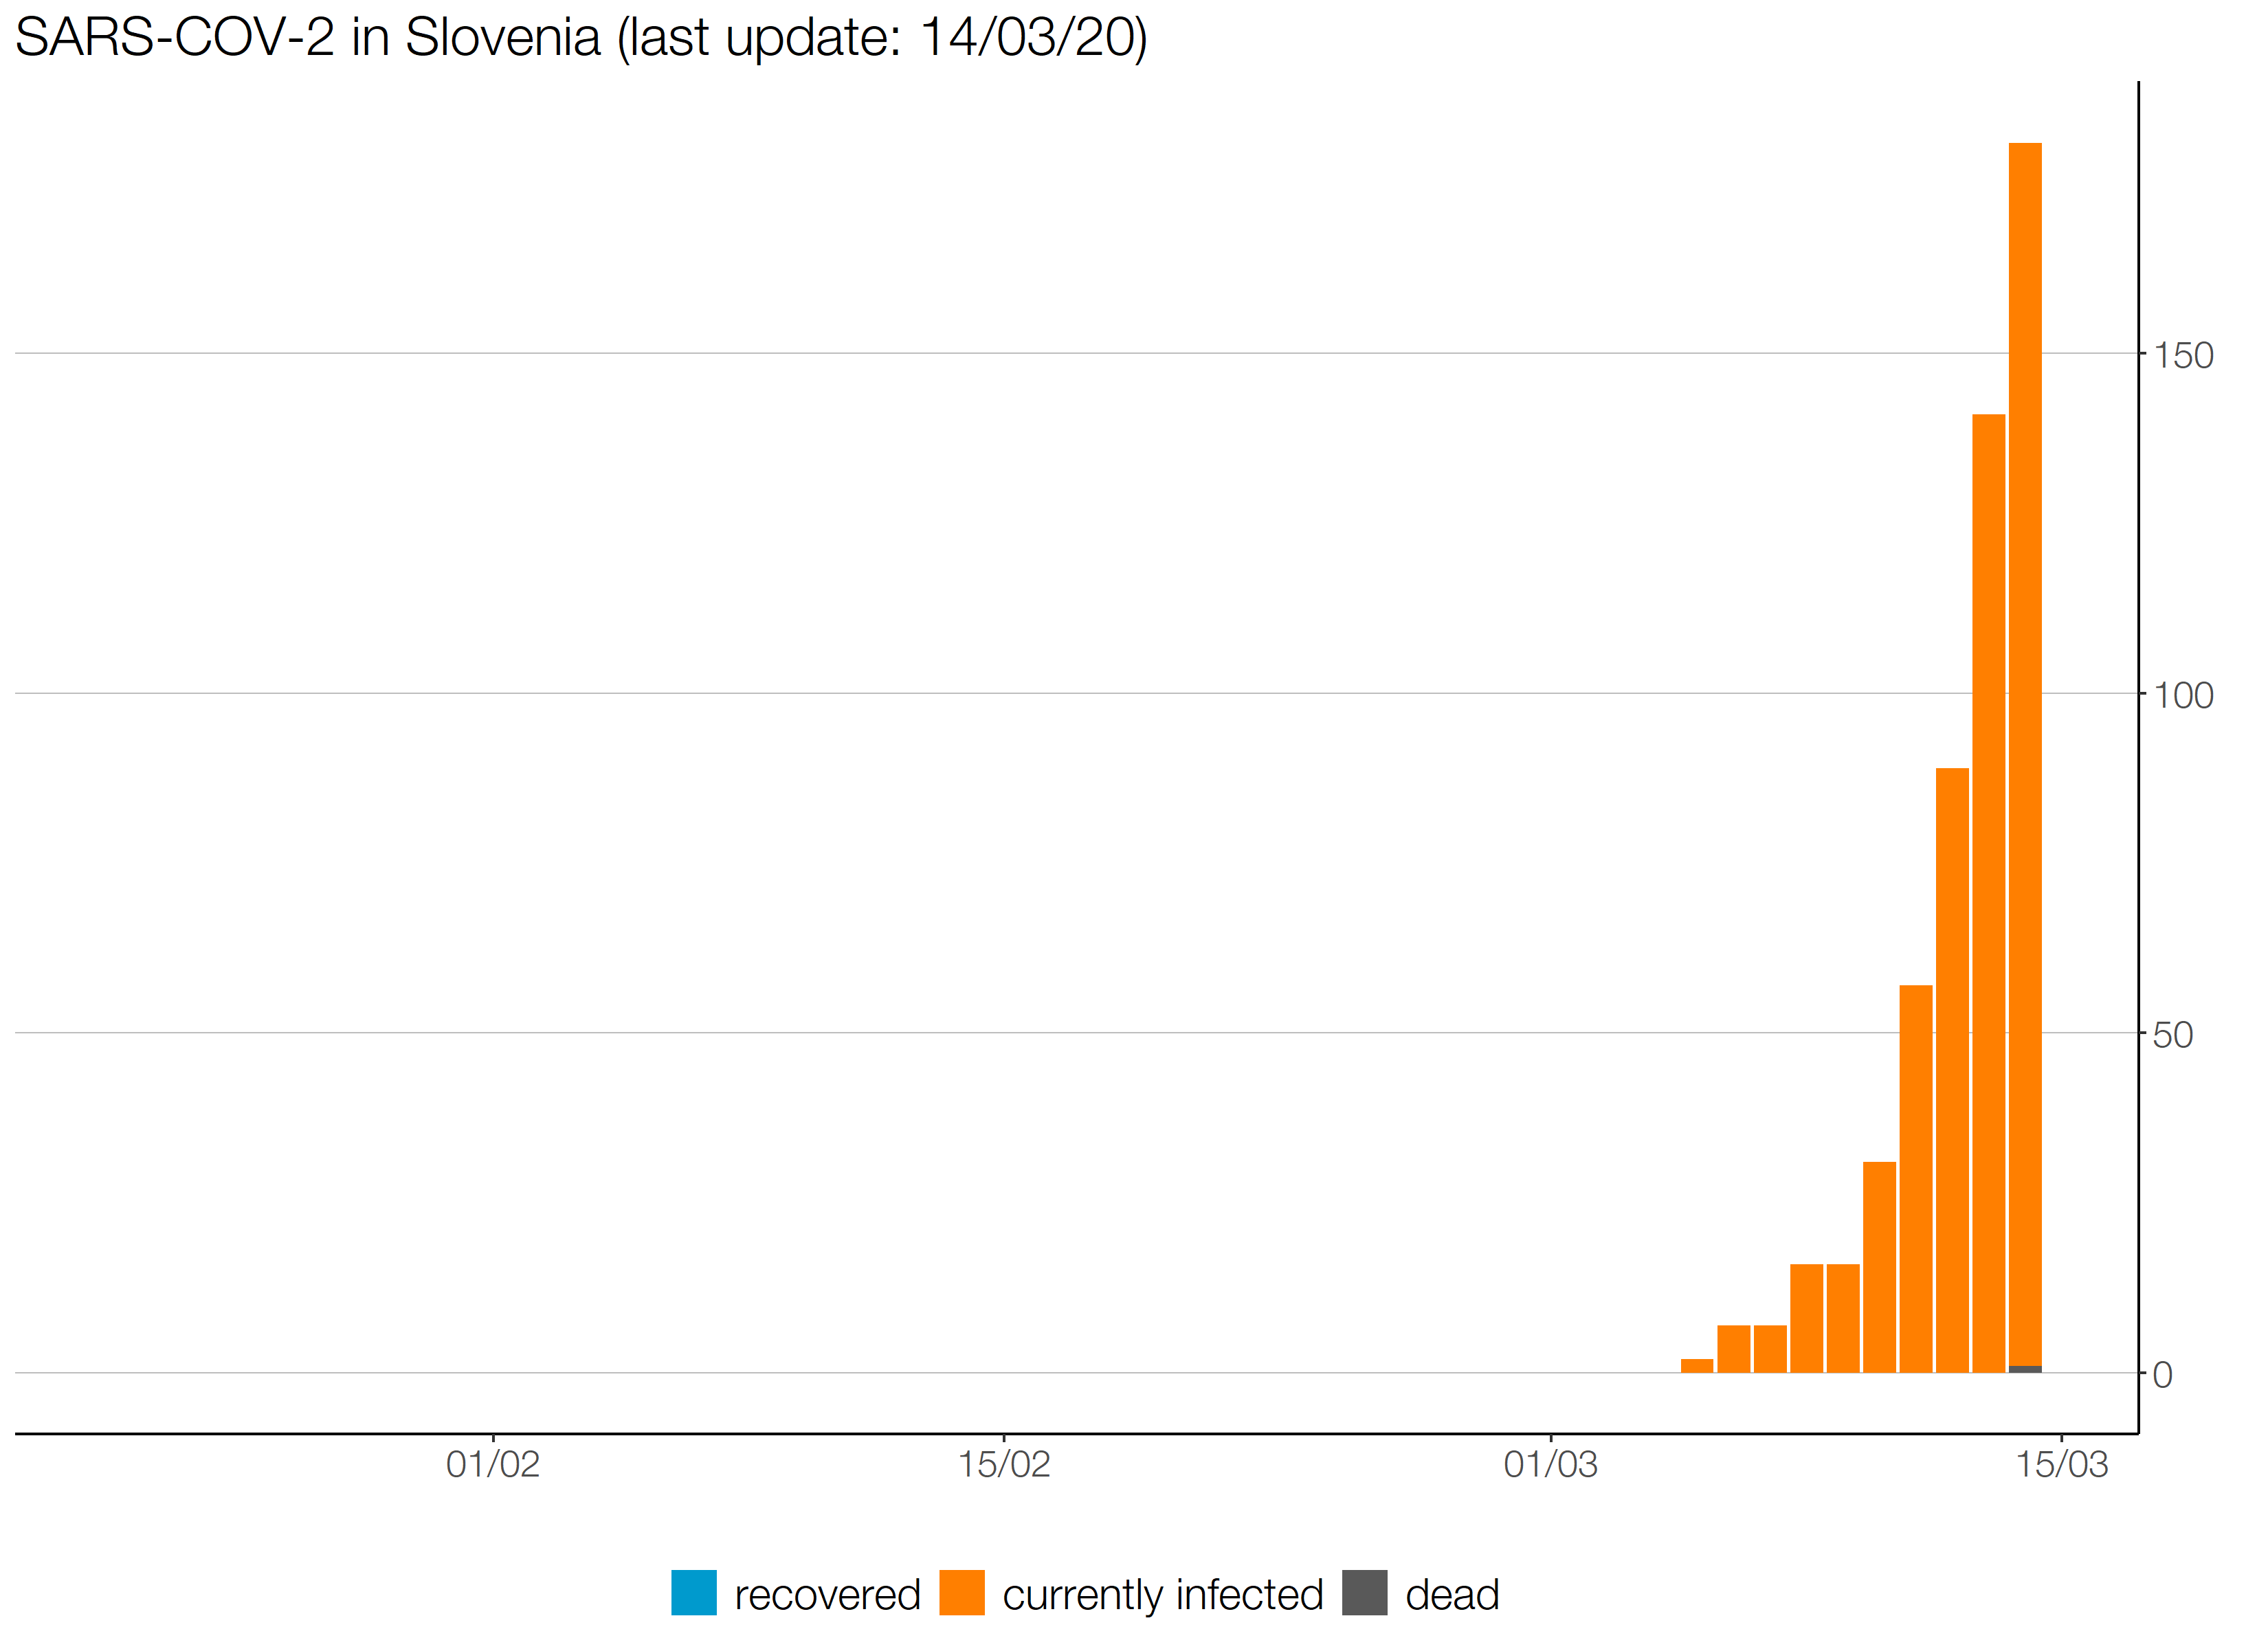 SARS-COV-2 in Slovenia (last update: 14/03/20)
150
100
50
0
01/02 15/02 01/03 15/03
recovered currently infected dead